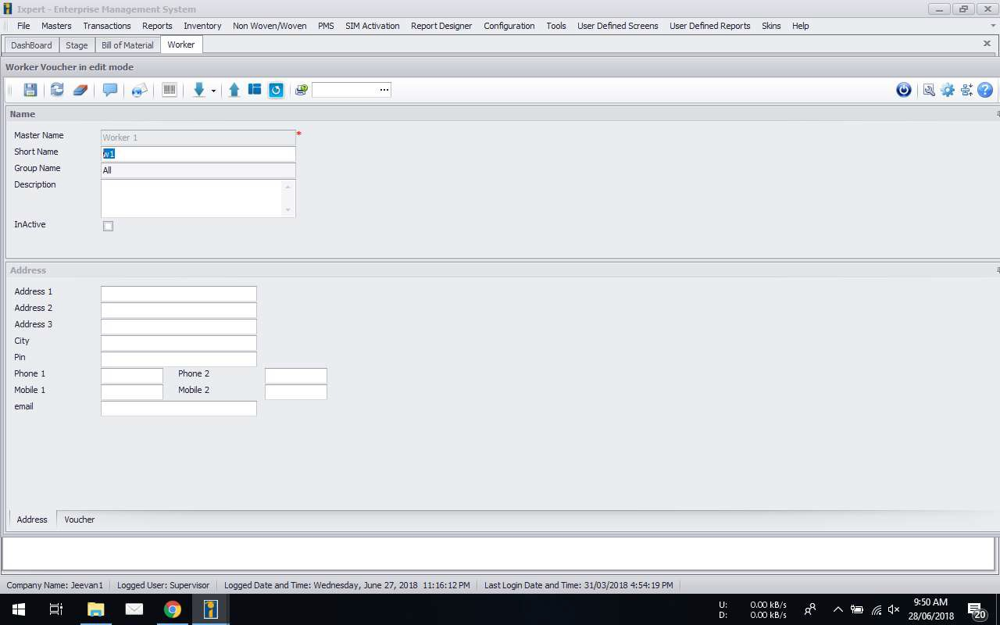 Ixpert - Enterprise Management System
File Masters Transactions Reports Inventory Non Woven/Woven PMS SIM Activation Report Designer Configuration Tools User Defined Screens User Defined Reports Skins Help
DashBoard Stage Bill of Material Worker
Worker Voucher in edit mode
Name
Master Name Worker 1 *
Short Name w1
Group Name All
Description
InActive
Address
Address 1
Address 2
Address 3
City
Pin
Phone 1 Phone 2
Mobile 1 Mobile 2
email
Address Voucher
Company Name: Jeevan1 Logged User: Supervisor Logged Date and Time: Wednesday, June 27, 2018 11:16:12 PM Last Login Date and Time: 31/03/2018 4:54:19 PM
U: 0.00 kB/s 9:50 AM
D: 0.00 kB/s 28/06/2018 20